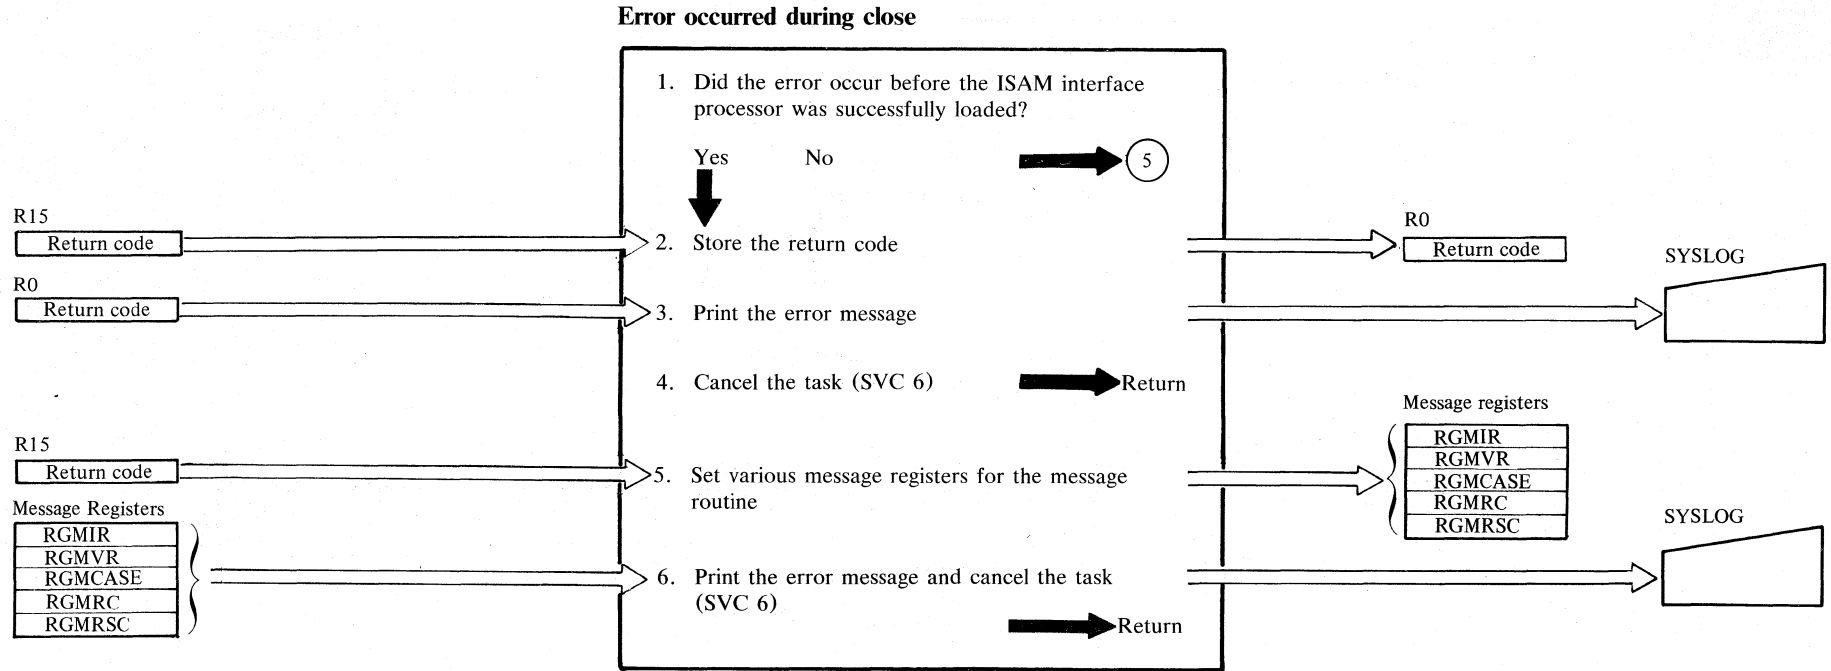 Error occurred during close
1. Did the error occur before the ISAM interface
processor was successfully loaded?
Yes No 5
R15
Return code
2. Store the return code
R0
Return code
SYSLOG
R0
Return code
3. Print the error message
4. Cancel the task (SVC 6) Return
Message registers
RGMIR
RGMVR
RGMCASE
RGMRC
RGMRSC
R15
Return code
5. Set various message registers for the message
routine
Message Registers
RGMIR
RGMVR
RGMCASE
RGMRC
RGMRSC
SYSLOG
6. Print the error message and cancel the task
(SVC 6)
Return